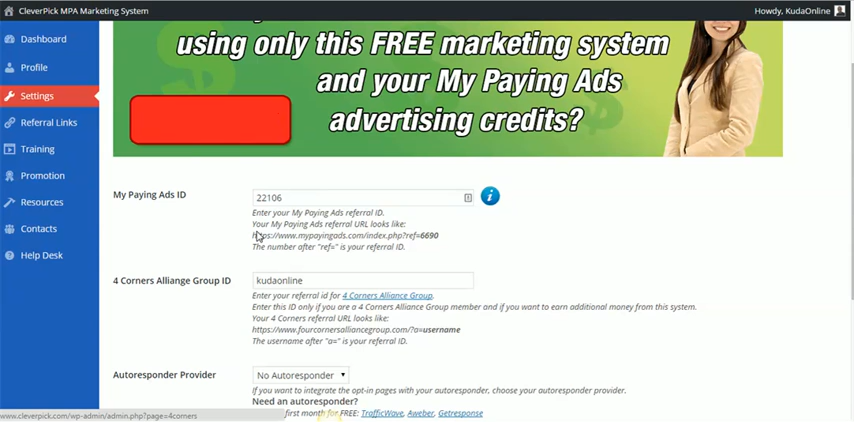 CleverPick MPA Marketing System
Howdy, KudaOnline
using only this FREE marketing system
and your My Paying Ads
advertising credits?
Dashboard
Profile
Settings
Referral Links
Training
Promotion
Resources
Contacts
Help Desk
My Paying Ads ID
22106
Enter your My Paying Ads referral ID.
Your My Paying Ads referral URL looks like:
https://www.mypayingads.com/index.php?ref=6690
The number after "ref=" is your referral ID.
4 Corners Alliange Group ID
kudaonline
Enter your referral id for 4 Corners Alliance Group.
Enter this ID only if you are a 4 Corners Alliance Group member and if you want to earn additional money from this system.
Your 4 Corners referral URL looks like:
https://www.fourcornersalliancegroup.com/?a=username
The username after "a=" is your referral ID.
Autoresponder Provider
No Autoresponder
If you want to integrate the opt-in pages with your autoresponder, choose your autoresponder provider.
Need an autoresponder?
first month for FREE: TrafficWave, Aweber, Getresponse
www.cleverpick.com/wp-admin/admin.php?page=4corners